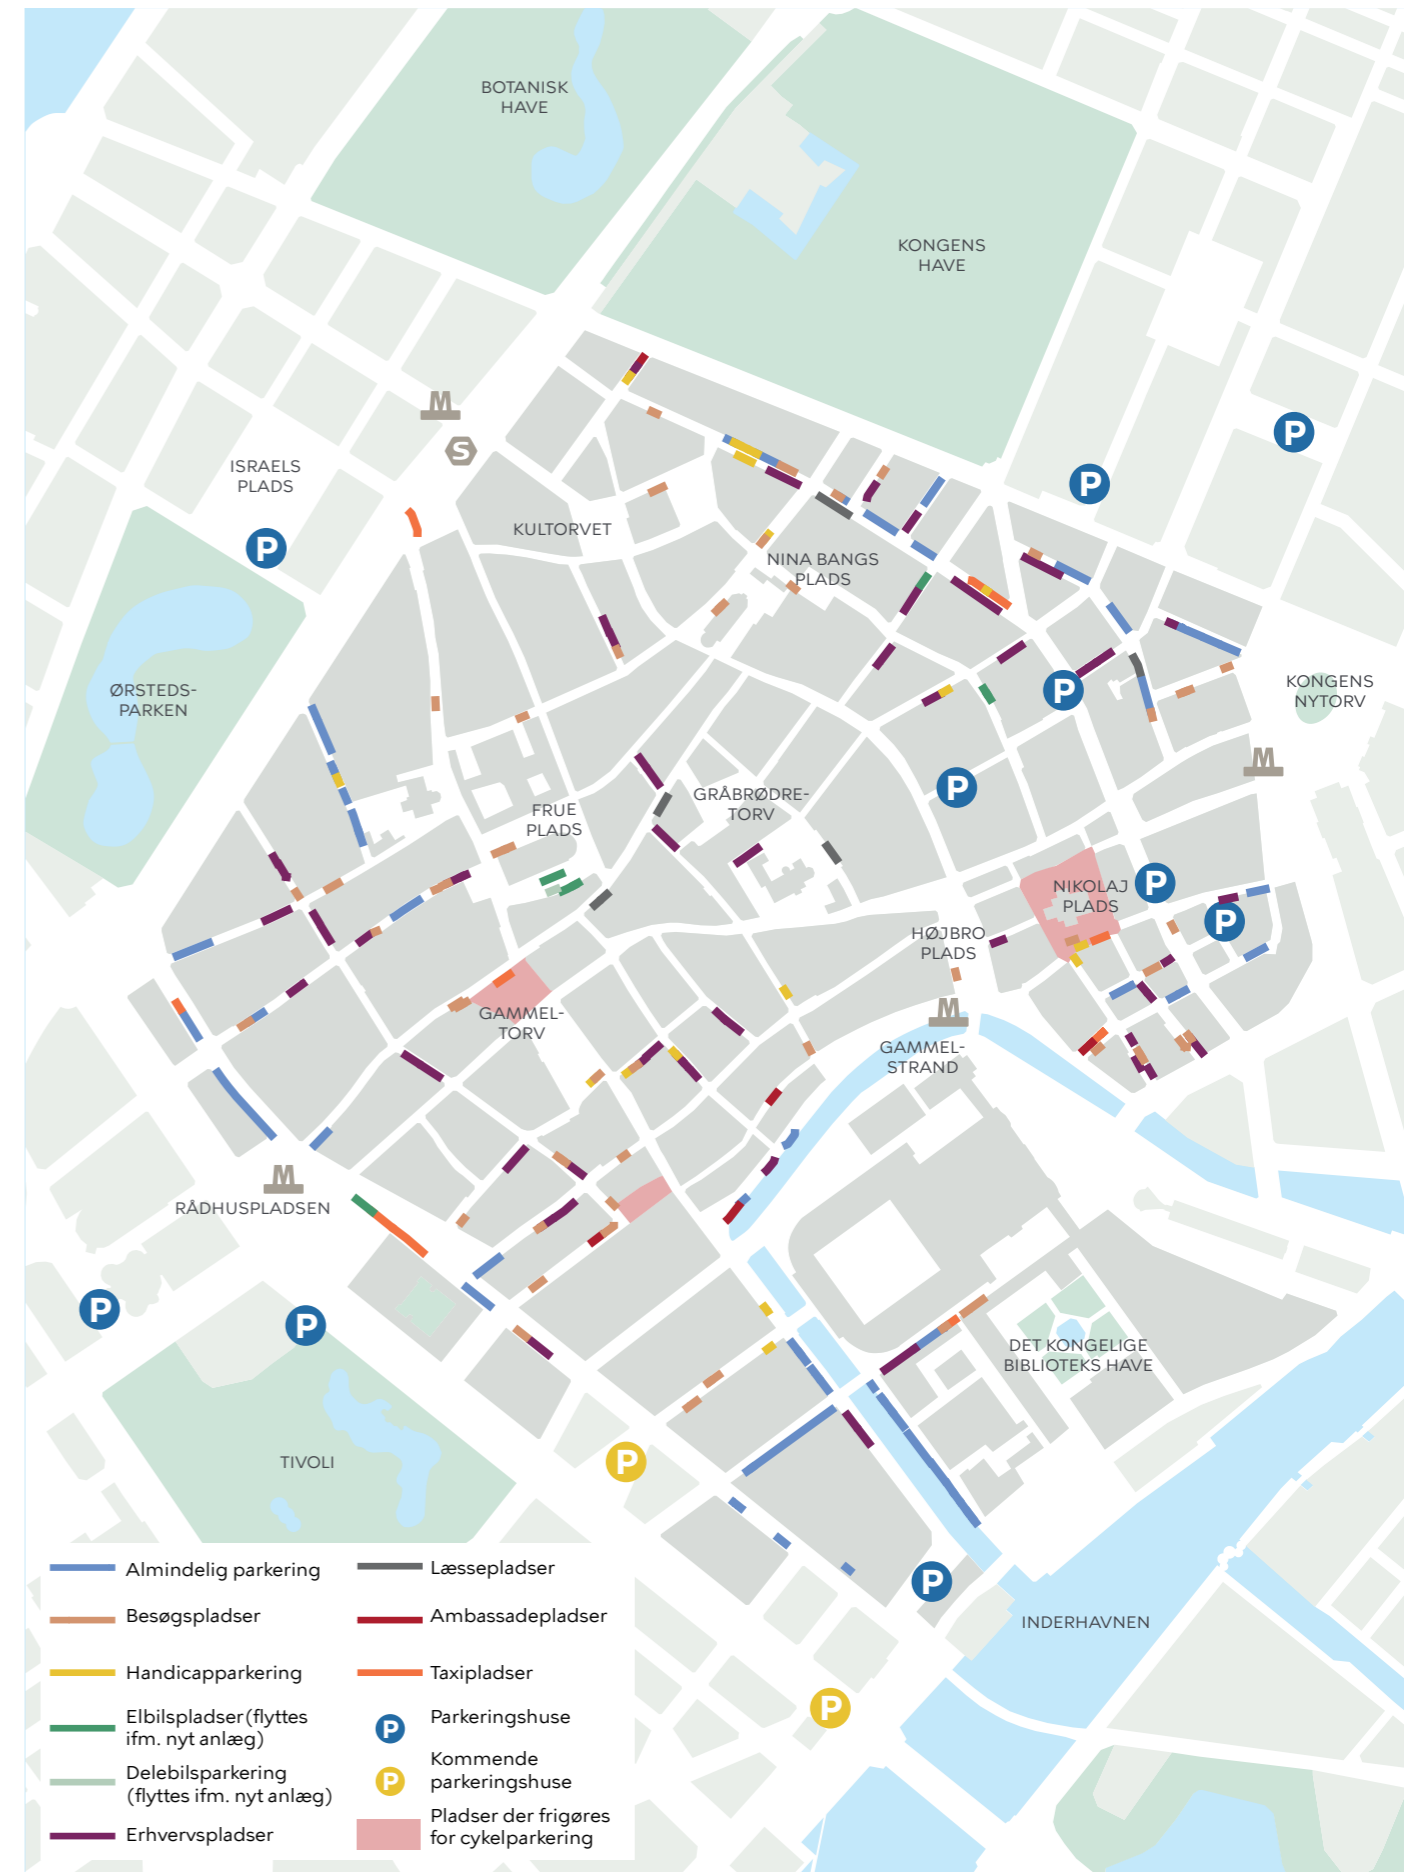 BOTANISK
HAVE
KONGENS
HAVE
M
S
ISRAELS
PLADS
P
P
P
KULTORVET
NINA BANGS
PLADS
ØRSTEDS-
PARKEN
P
KONGENS
NYTORV
M
P
GRÅBRØDRE-
TORV
FRUE
PLADS
NIKOLAJ
PLADS
P
P
HØJBRO
PLADS
GAMMEL-
TORV
M
GAMMEL-
STRAND
M
RÅDHUSPLADSEN
P
P
DET KONGELIGE
BIBLIOTEKS HAVE
TIVOLI
P
P
INDERHAVNEN
P
Almindelig parkering
Besøgspladser
Handicapparkering
Elbilspladser(flyttes
ifm. nyt anlæg)
Delebilsparkering
(flyttes ifm. nyt anlæg)
Erhvervspladser
Læssepladser
Ambassadepladser
Taxipladser
P Parkeringshuse
Kommende
P parkeringshuse
Pladser der frigøres
for cykelparkering